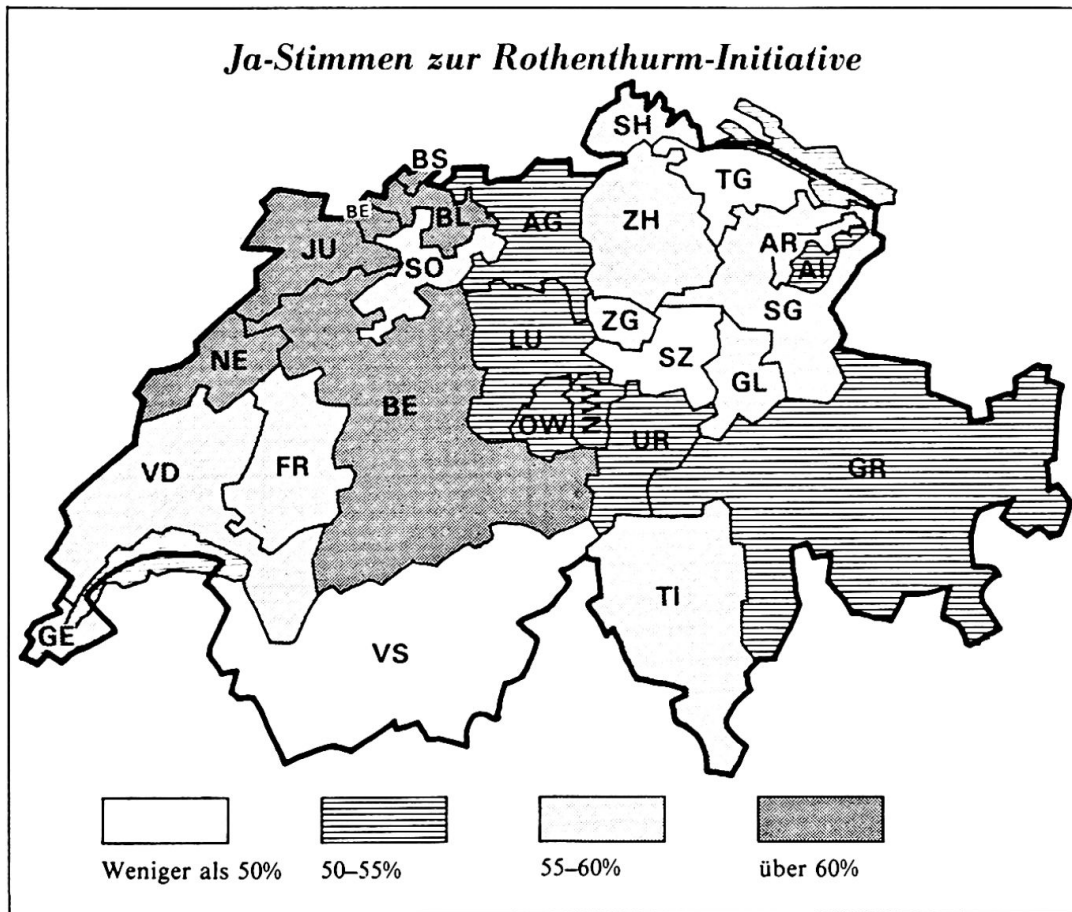 Ja-Stimmen zur Rothenthurm-Initiative
SH
BS
TG
BE
BL
AG
ZH
JU
AR
SO
AI
ZG
SG
LU
SZ
NE
GL
BE
OW
NW
UR
VD
FR
GR
TI
GE
VS
Weniger als 50%
50–55%
55–60%
über 60%